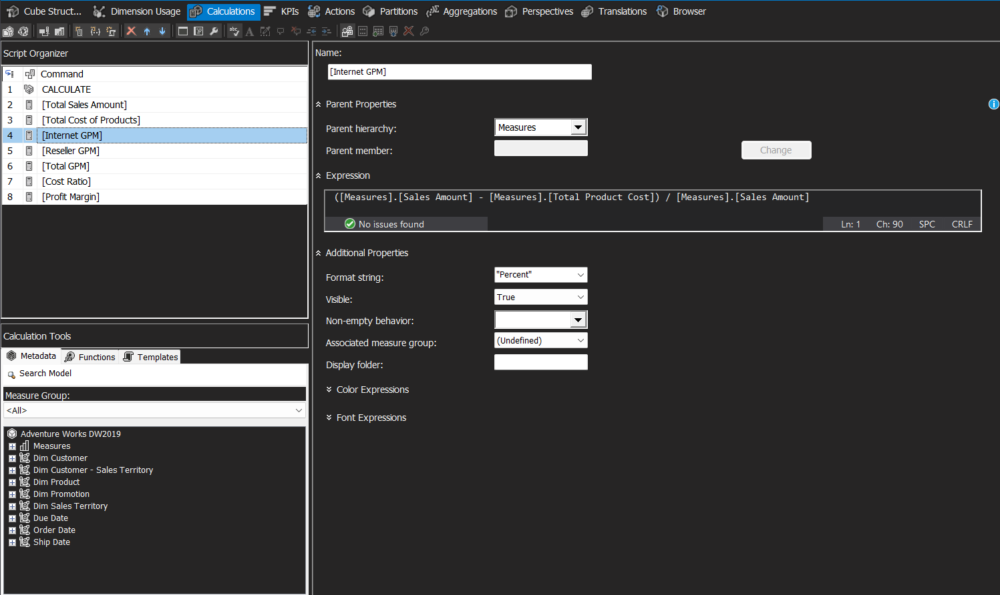 Cube Struct... Dimension Usage Calculations KPIs Actions Partitions Aggregations Perspectives Translations Browser
Script Organizer
Command
1 CALCULATE
2 [Total Sales Amount]
3 [Total Cost of Products]
4 [Internet GPM]
5 [Reseller GPM]
6 [Total GPM]
7 [Cost Ratio]
8 [Profit Margin]
Calculation Tools
Metadata Functions Templates
Search Model
Measure Group:
<All>
Adventure Works DW2019
Measures
Dim Customer
Dim Customer - Sales Territory
Dim Product
Dim Promotion
Dim Sales Territory
Due Date
Order Date
Ship Date
Name:
[Internet GPM]
Parent Properties
Parent hierarchy: Measures
Parent member: Change
Expression
([Measures].[Sales Amount] - [Measures].[Total Product Cost]) / [Measures].[Sales Amount]
No issues found Ln: 1 Ch: 90 SPC CRLF
Additional Properties
Format string: "Percent"
Visible: True
Non-empty behavior:
Associated measure group: (Undefined)
Display folder:
Color Expressions
Font Expressions